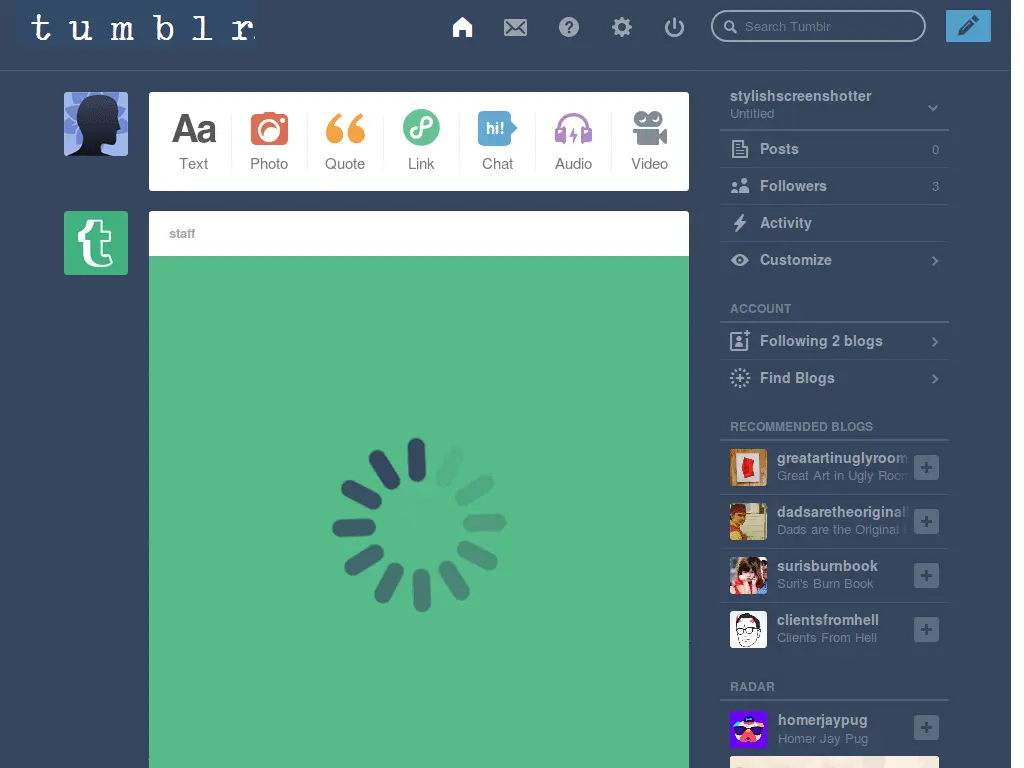 tumblr.
Search Tumblr
Aa
hi!
Text
Photo
Quote
Link
Chat
Audio
Video
t
staff
stylishscreenshotter
Untitled
Posts 0
Followers 3
Activity
Customize
ACCOUNT
Following 2 blogs
Find Blogs
RECOMMENDED BLOGS
greatartinuglyroom
Great Art in Ugly Room
dadsaretheoriginal
Dads are the Original
surisburnbook
Suri's Burn Book
clientsfromhell
Clients From Hell
RADAR
homerjaypug
Homer Jay Pug